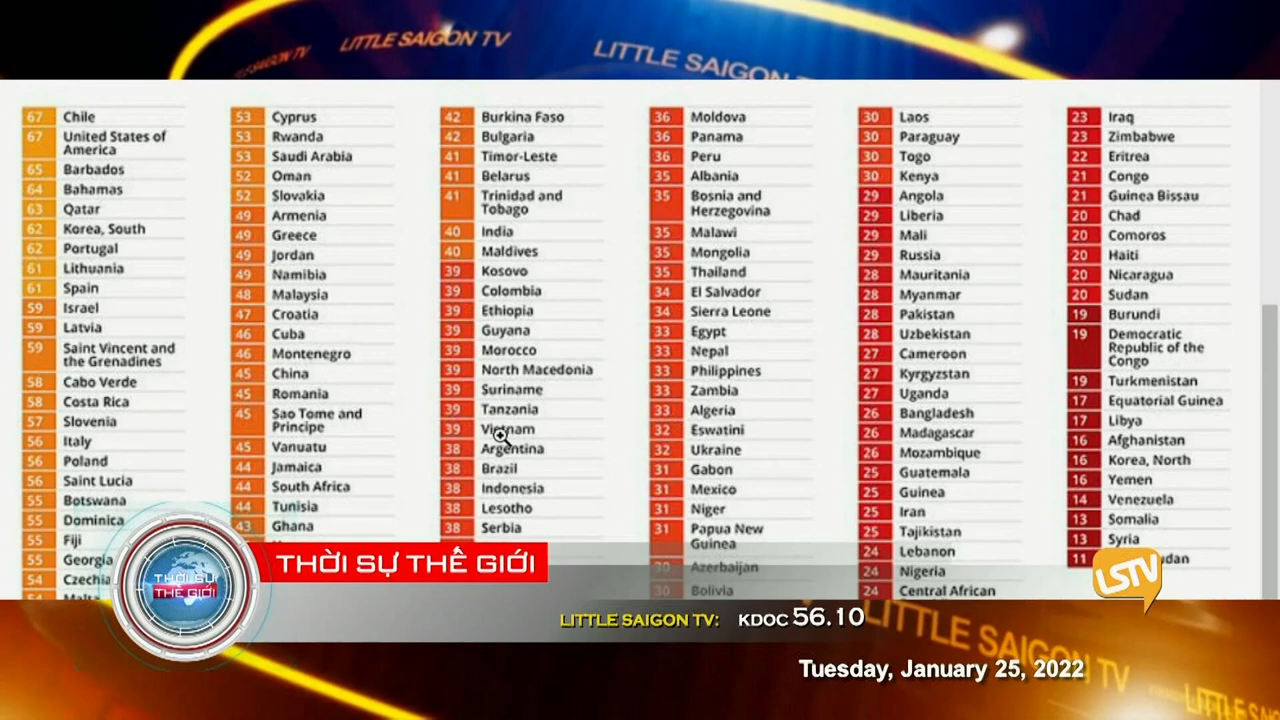 LITTLE SAIGON TV
LITTLE SAIGON TV
67 Chile
67 United States of
America
65 Barbados
64 Bahamas
63 Qatar
62 Korea, South
62 Portugal
61 Lithuania
61 Spain
59 Israel
59 Latvia
59 Saint Vincent and
the Grenadines
58 Cabo Verde
58 Costa Rica
57 Slovenia
56 Italy
56 Poland
56 Saint Lucia
55 Botswana
55 Dominica
55 Fiji
55 Georgia
54 Czechia
54 Malta
53 Cyprus
53 Rwanda
53 Saudi Arabia
52 Oman
52 Slovakia
49 Armenia
49 Greece
49 Jordan
49 Namibia
48 Malaysia
47 Croatia
46 Cuba
46 Montenegro
45 China
45 Romania
45 Sao Tome and
Principe
45 Vanuatu
44 Jamaica
44 South Africa
44 Tunisia
43 Ghana
42 Burkina Faso
42 Bulgaria
41 Timor-Leste
41 Belarus
41 Trinidad and
Tobago
40 India
40 Maldives
39 Kosovo
39 Colombia
39 Ethiopia
39 Guyana
39 Morocco
39 North Macedonia
39 Suriname
39 Tanzania
39 Vietnam
38 Argentina
38 Brazil
38 Indonesia
38 Lesotho
38 Serbia
36 Moldova
36 Panama
36 Peru
35 Albania
35 Bosnia and
Herzegovina
35 Malawi
35 Mongolia
35 Thailand
34 El Salvador
34 Sierra Leone
33 Egypt
33 Nepal
33 Philippines
33 Zambia
33 Algeria
32 Eswatini
32 Ukraine
31 Gabon
31 Mexico
31 Niger
31 Papua New
Guinea
30 Azerbaijan
30 Bolivia
30 Laos
30 Paraguay
30 Togo
30 Kenya
29 Angola
29 Liberia
29 Mali
29 Russia
28 Mauritania
28 Myanmar
28 Pakistan
28 Uzbekistan
27 Cameroon
27 Kyrgyzstan
27 Uganda
26 Bangladesh
26 Madagascar
26 Mozambique
25 Guatemala
25 Guinea
25 Iran
25 Tajikistan
24 Lebanon
24 Nigeria
24 Central African
23 Iraq
23 Zimbabwe
22 Eritrea
21 Congo
21 Guinea Bissau
20 Chad
20 Comoros
20 Haiti
20 Nicaragua
20 Sudan
19 Burundi
19 Democratic
Republic of the
Congo
19 Turkmenistan
17 Equatorial Guinea
17 Libya
16 Afghanistan
16 Korea, North
16 Yemen
14 Venezuela
13 Somalia
13 Syria
11
THỜI SỰ THẾ GIỚI
THỜI SỰ
THẾ GIỚI
LSTV
LITTLE SAIGON TV: KDOC 56.10
LITTLE SAIGON TV
Tuesday, January 25, 2022